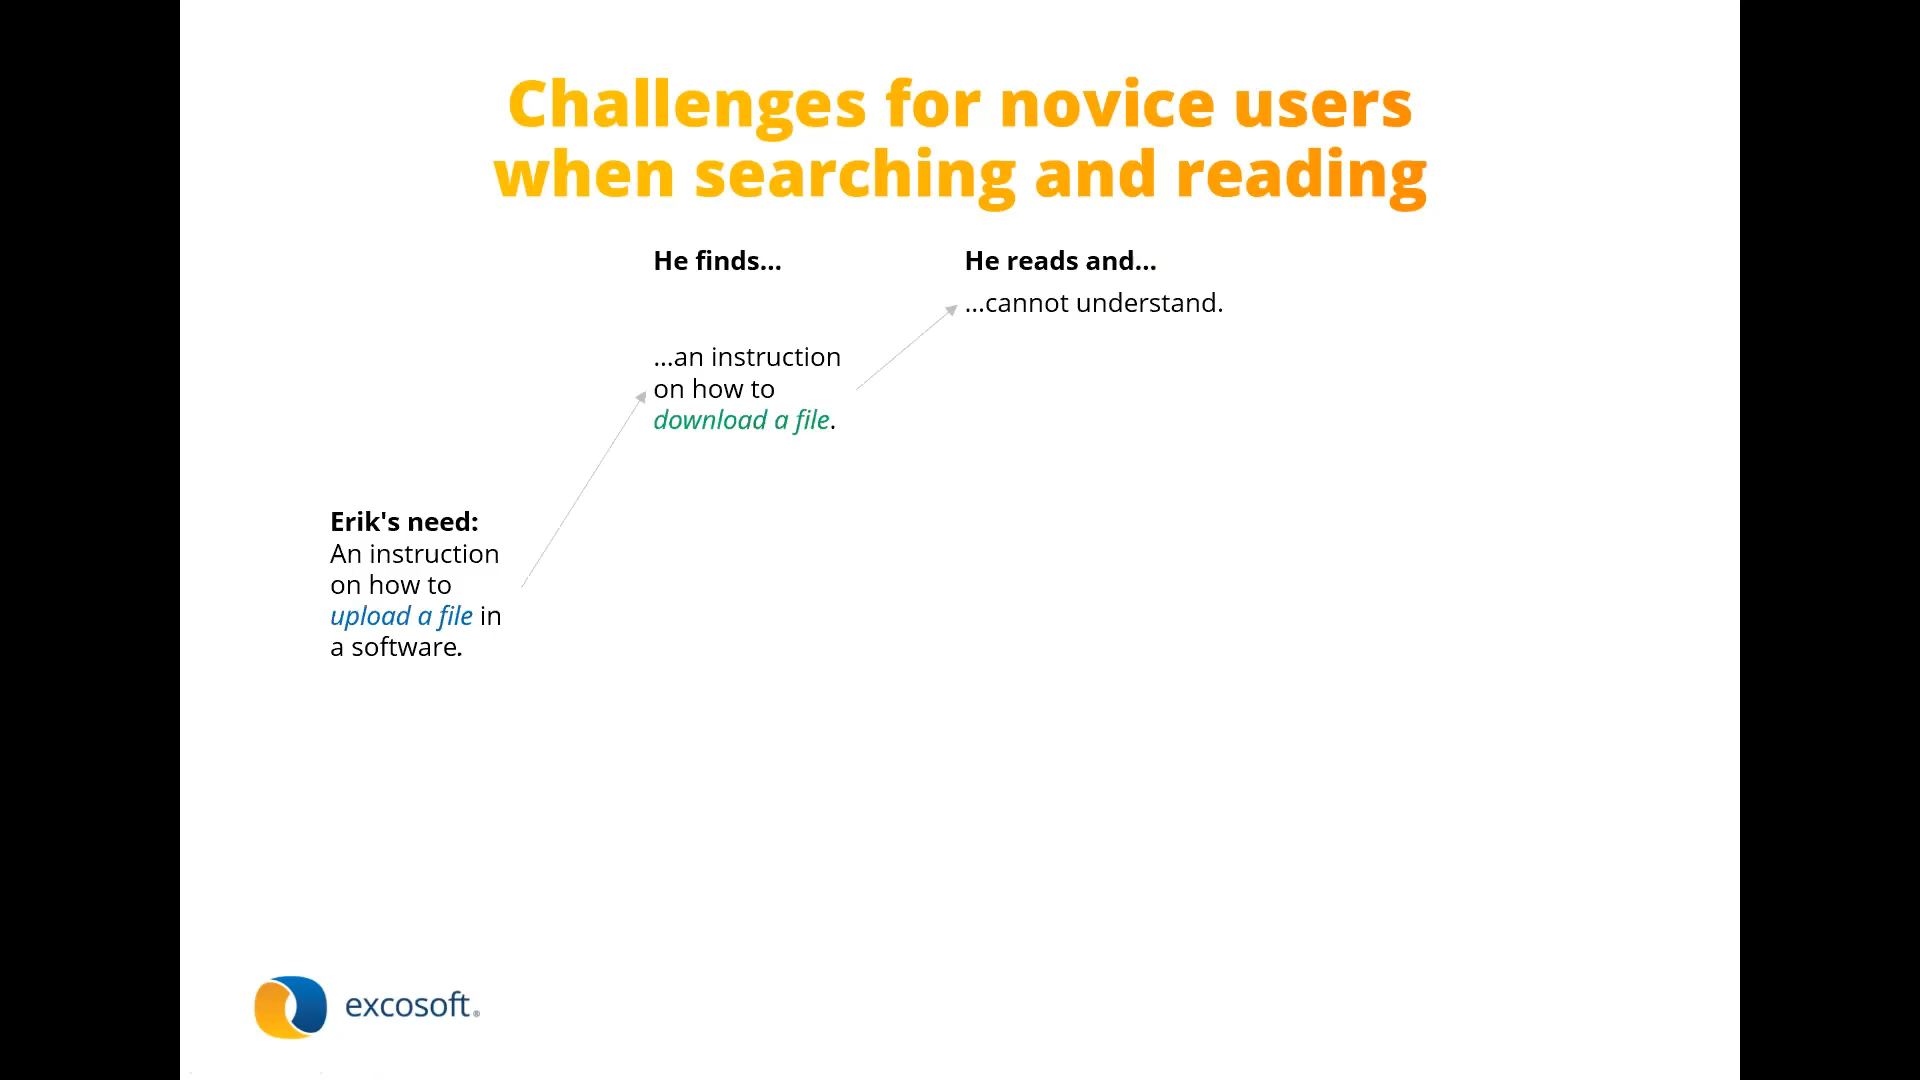 Challenges for novice users
when searching and reading
He finds...
He reads and...
...cannot understand.
...an instruction
on how to
download a file.
Erik's need:
An instruction
on how to
upload a file in
a software.
excosoft®